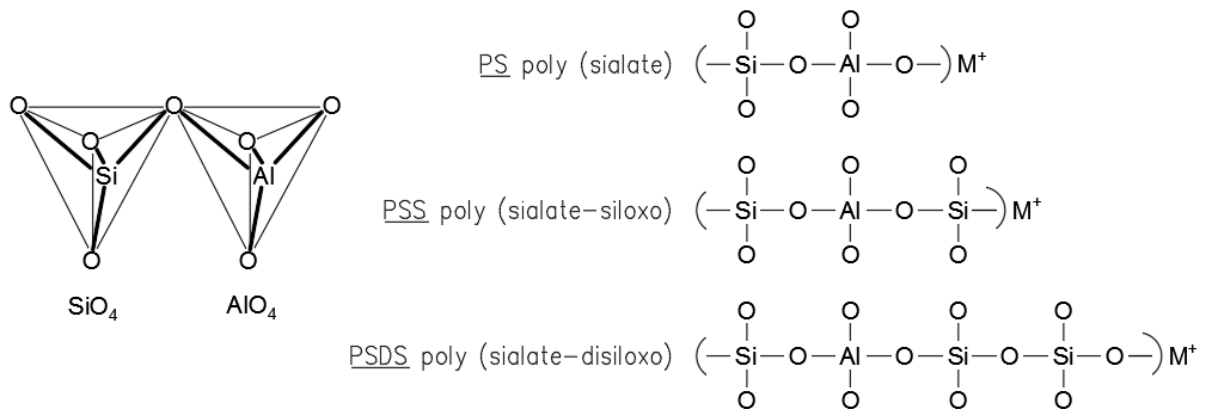 O O O
O O
Si Al
O O
SiO₄ AlO₄
O O
PS poly (sialate) (—Si—O—Al—O—)M⁺
O O
O O O
PSS poly (sialate-siloxo) (—Si—O—Al—O—Si—)M⁺
O O O
O O O O
PSDS poly (sialate-disiloxo) (—Si—O—Al—O—Si—O—Si—O—)M⁺
O O O O